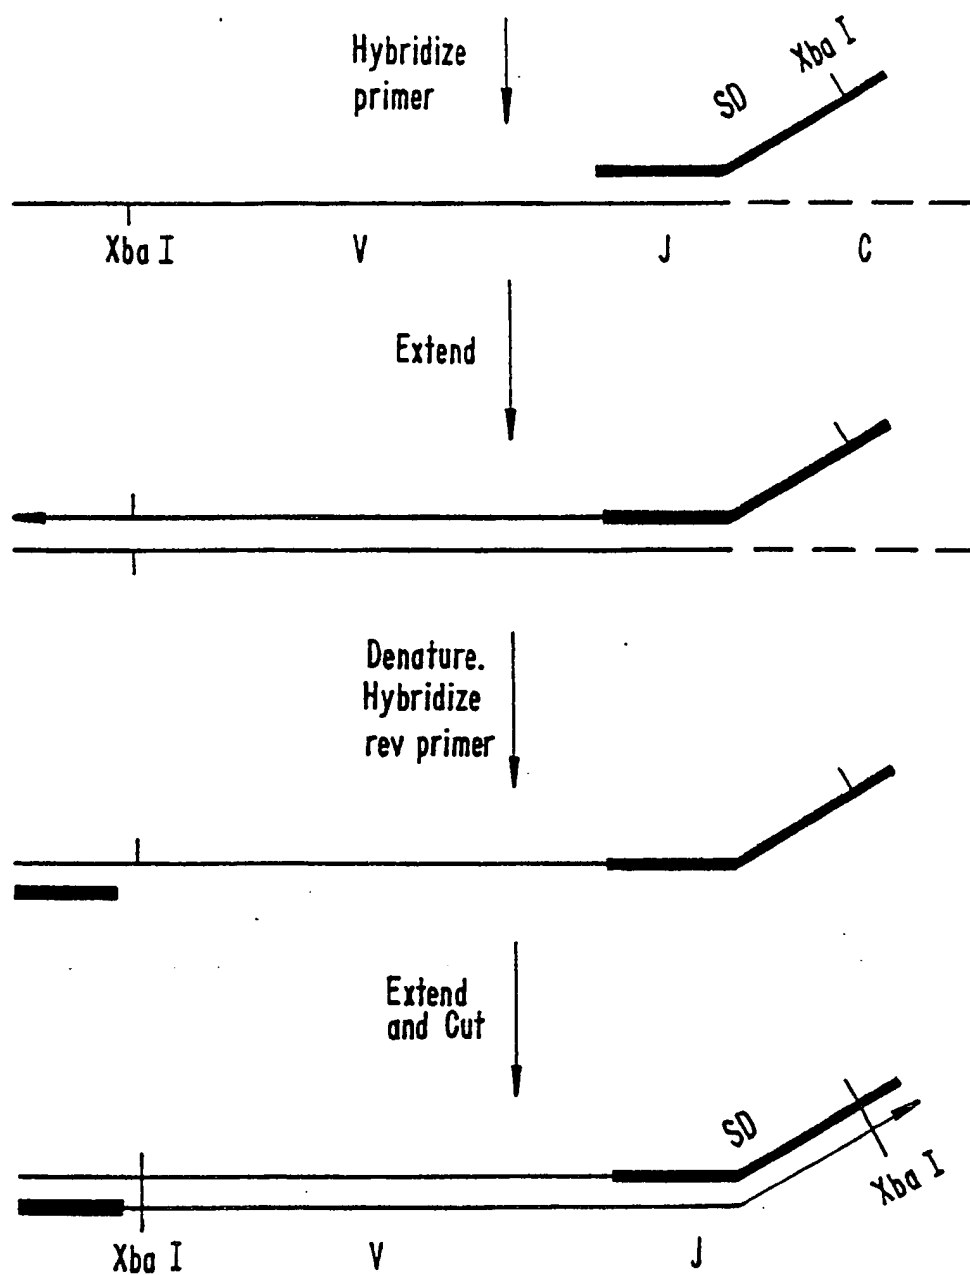 Hybridize
primer
SD
Xba I
Xba I
V
J
C
Extend
Denature.
Hybridize
rev primer
Extend
and Cut
SD
Xba I
Xba I
V
J